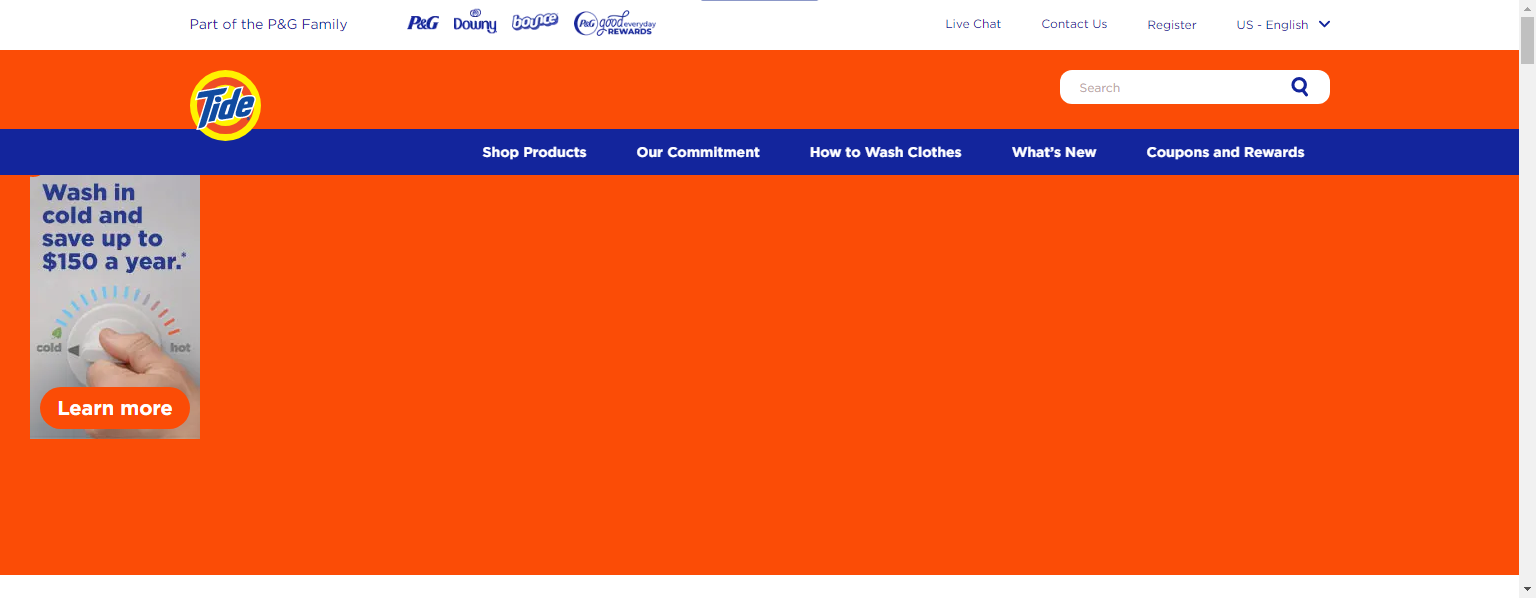 Part of the P&G Family
P&G Downy bounce P&G good everyday REWARDS
Live Chat Contact Us Register US - English
Tide
Search
Shop Products Our Commitment How to Wash Clothes What's New Coupons and Rewards
Wash in
cold and
save up to
$150 a year.*
cold hot
Learn more